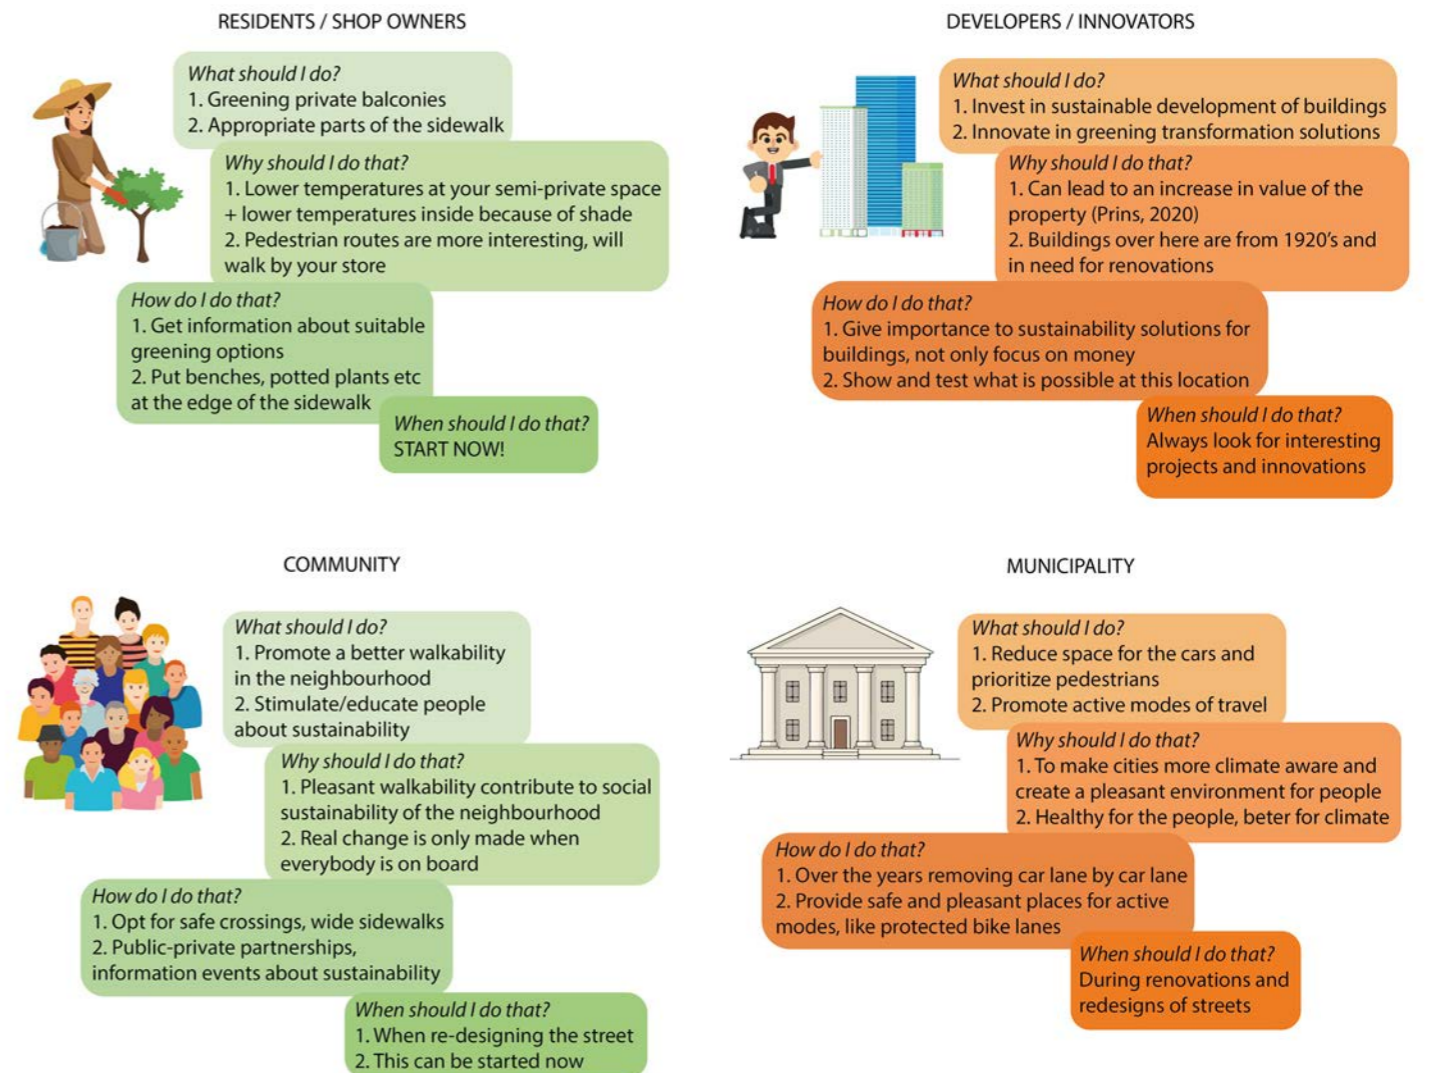 RESIDENTS / SHOP OWNERS
What should I do?
1. Greening private balconies
2. Appropriate parts of the sidewalk
Why should I do that?
1. Lower temperatures at your semi-private space
+ lower temperatures inside because of shade
2. Pedestrian routes are more interesting, will
walk by your store
How do I do that?
1. Get information about suitable
greening options
2. Put benches, potted plants etc
at the edge of the sidewalk
When should I do that?
START NOW!
DEVELOPERS / INNOVATORS
What should I do?
1. Invest in sustainable development of buildings
2. Innovate in greening transformation solutions
Why should I do that?
1. Can lead to an increase in value of the
property (Prins, 2020)
2. Buildings over here are from 1920's and
in need for renovations
How do I do that?
1. Give importance to sustainability solutions for
buildings, not only focus on money
2. Show and test what is possible at this location
When should I do that?
Always look for interesting
projects and innovations
COMMUNITY
What should I do?
1. Promote a better walkability
in the neighbourhood
2. Stimulate/educate people
about sustainability
Why should I do that?
1. Pleasant walkability contribute to social
sustainability of the neighbourhood
2. Real change is only made when
everybody is on board
How do I do that?
1. Opt for safe crossings, wide sidewalks
2. Public-private partnerships,
information events about sustainability
When should I do that?
1. When re-designing the street
2. This can be started now
MUNICIPALITY
What should I do?
1. Reduce space for the cars and
prioritize pedestrians
2. Promote active modes of travel
Why should I do that?
1. To make cities more climate aware and
create a pleasant environment for people
2. Healthy for the people, beter for climate
How do I do that?
1. Over the years removing car lane by car lane
2. Provide safe and pleasant places for active
modes, like protected bike lanes
When should I do that?
During renovations and
redesigns of streets